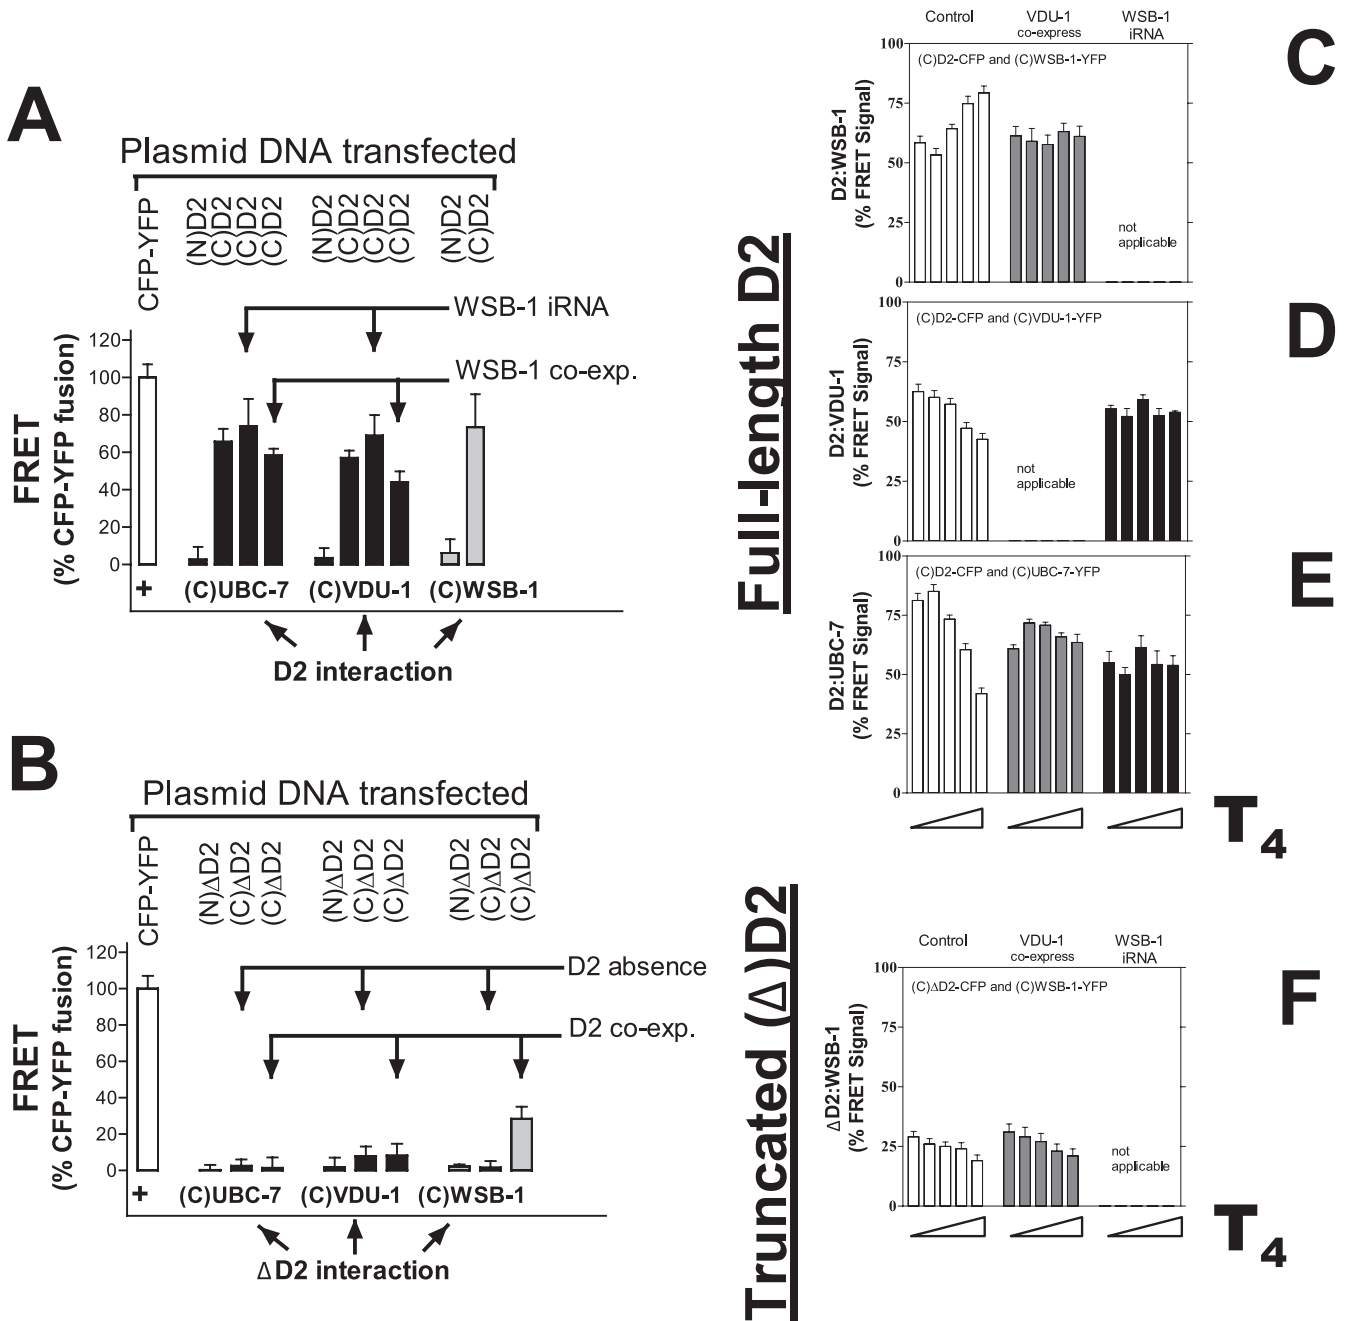 A
Plasmid DNA transfected
CFP-YFP
(N)D2
(C)D2
(C)D2
(C)D2
(N)D2
(C)D2
(C)D2
(C)D2
(N)D2
(C)D2
WSB-1 iRNA
WSB-1 co-exp.
FRET
(% CFP-YFP fusion)
120
100
80
60
40
20
0
+
(C)UBC-7
(C)VDU-1
(C)WSB-1
D2 interaction
B
Plasmid DNA transfected
CFP-YFP
(N)ΔD2
(C)ΔD2
(C)ΔD2
(N)ΔD2
(C)ΔD2
(C)ΔD2
(N)ΔD2
(C)ΔD2
(C)ΔD2
D2 absence
D2 co-exp.
FRET
(% CFP-YFP fusion)
120
100
80
60
40
20
0
+
(C)UBC-7
(C)VDU-1
(C)WSB-1
ΔD2 interaction
Full-length D2
Control
VDU-1
co-express
WSB-1
iRNA
C
(C)D2-CFP and (C)WSB-1-YFP
D2:WSB-1
(% FRET Signal)
100
75
50
25
0
not
applicable
D
(C)D2-CFP and (C)VDU-1-YFP
D2:VDU-1
(% FRET Signal)
100
75
50
25
0
not
applicable
E
(C)D2-CFP and (C)UBC-7-YFP
D2:UBC-7
(% FRET Signal)
100
75
50
25
0
T4
Truncated (Δ)D2
Control
VDU-1
co-express
WSB-1
iRNA
F
(C)ΔD2-CFP and (C)WSB-1-YFP
ΔD2:WSB-1
(% FRET Signal)
100
75
50
25
0
not
applicable
T4